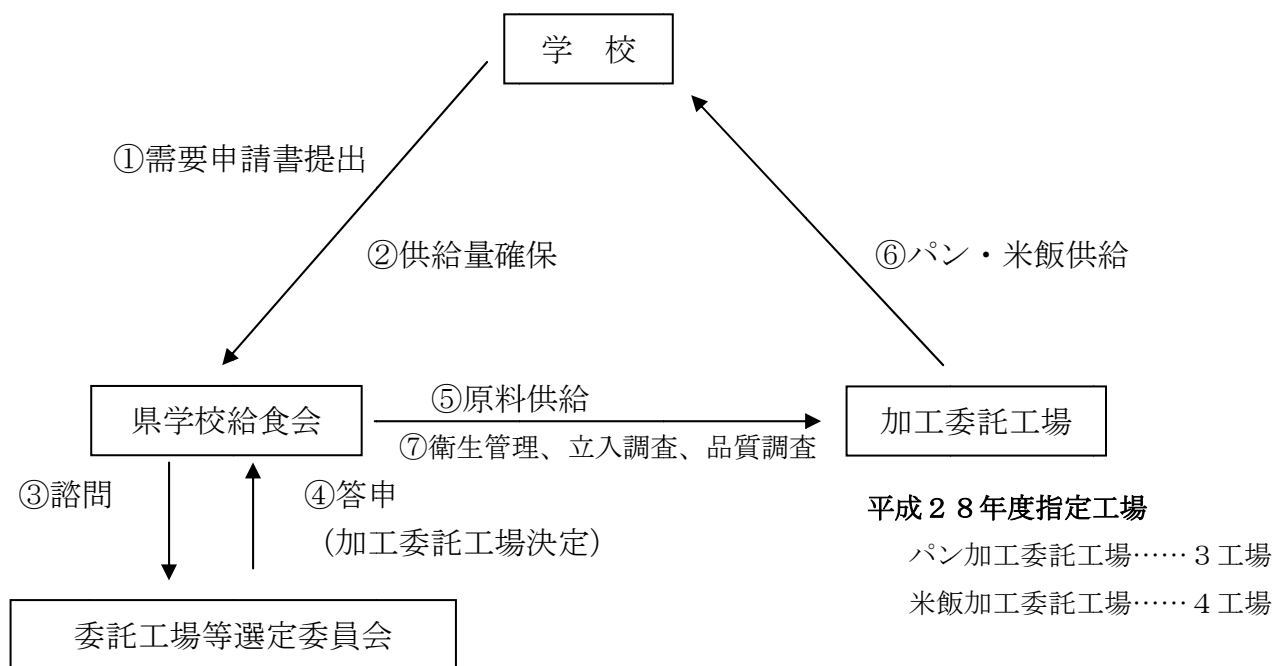 学　校
①需要申請書提出
②供給量確保
⑥パン・米飯供給
県学校給食会
⑤原料供給
⑦衛生管理、立入調査、品質調査
加工委託工場
③諮問
④答申
（加工委託工場決定）
平成２８年度指定工場
パン加工委託工場……３工場
米飯加工委託工場……４工場
委託工場等選定委員会